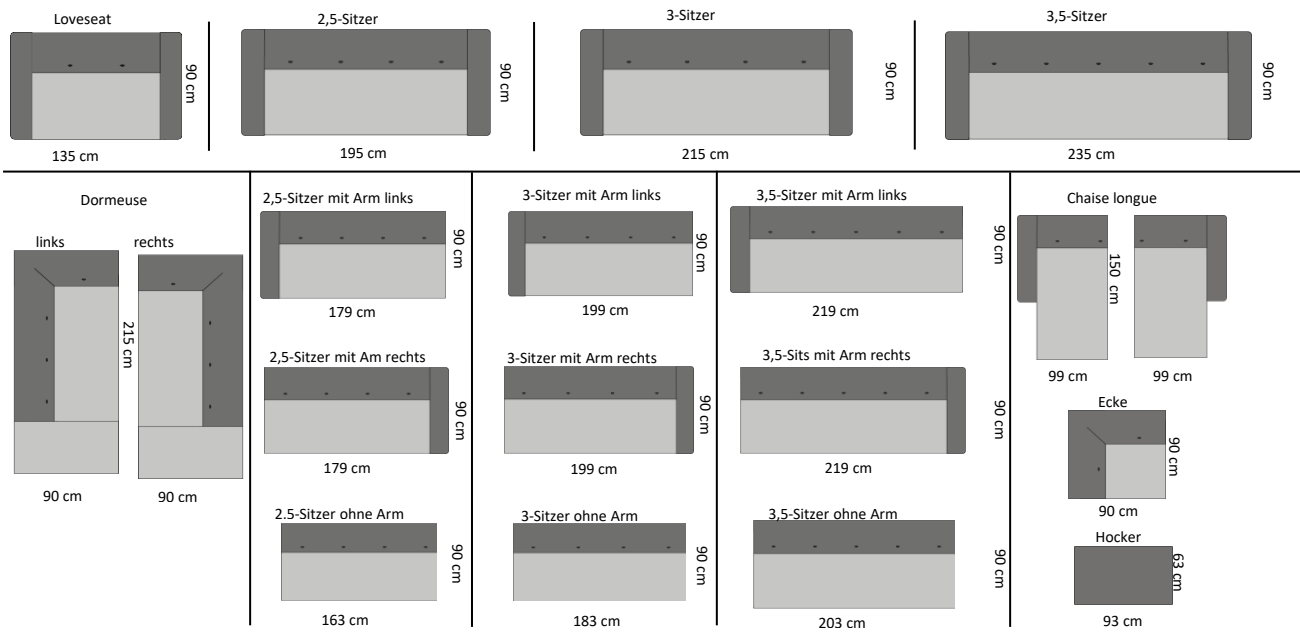 Loveseat
90 cm
135 cm
2,5-Sitzer
90 cm
195 cm
3-Sitzer
90 cm
215 cm
3,5-Sitzer
90 cm
235 cm
Dormeuse
links
rechts
215 cm
90 cm
90 cm
2,5-Sitzer mit Arm links
90 cm
179 cm
2,5-Sitzer mit Am rechts
90 cm
179 cm
2.5-Sitzer ohne Arm
90 cm
163 cm
3-Sitzer mit Arm links
90 cm
199 cm
3-Sitzer mit Arm rechts
90 cm
199 cm
3-Sitzer ohne Arm
90 cm
183 cm
3,5-Sitzer mit Arm links
90 cm
219 cm
3,5-Sits mit Arm rechts
90 cm
219 cm
3,5-Sitzer ohne Arm
90 cm
203 cm
Chaise longue
150 cm
99 cm
99 cm
Ecke
90 cm
90 cm
Hocker
63 cm
93 cm